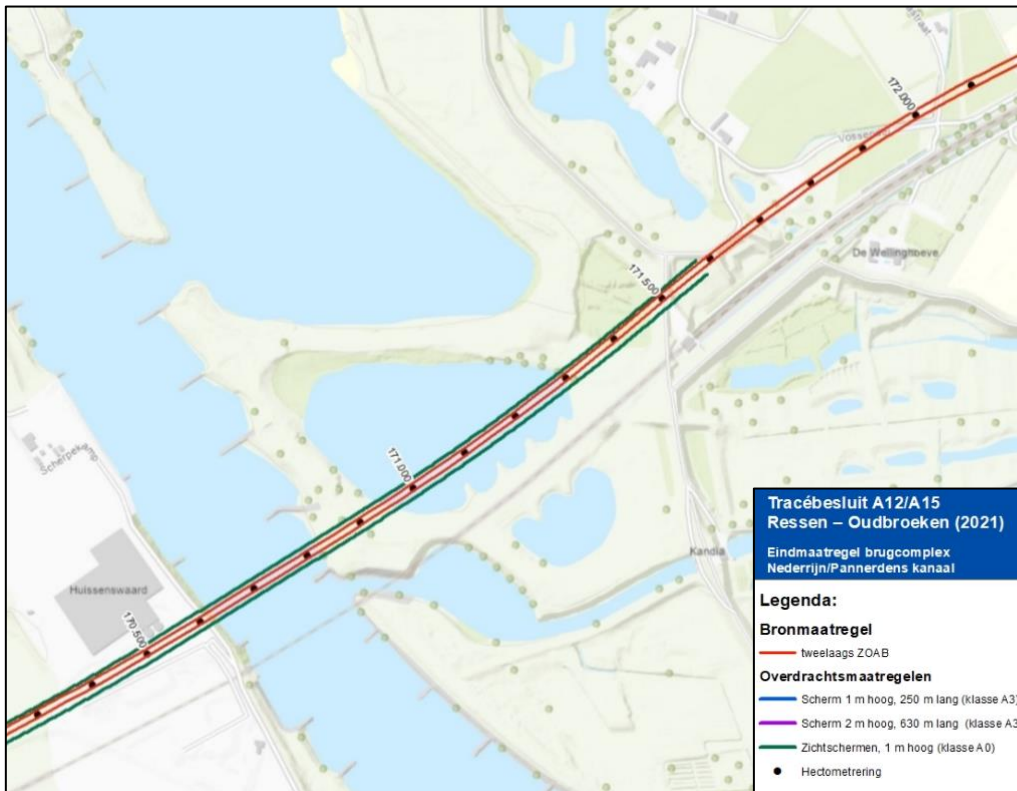 172.000
171.500
De Wellinghoeve
171.000
Scherpekamp
Huissenswaard
170.500
Kandia
Tracébesluit A12/A15
Ressen – Oudbroeken (2021)
Eindmaatregel brugcomplex
Nederrijn/Pannerdens kanaal
Legenda:
Bronmaatregel
tweelaags ZOAB
Overdrachtsmaatregelen
Scherm 1 m hoog, 250 m lang (klasse A3)
Scherm 2 m hoog, 630 m lang (klasse A3
Zichtschermen, 1 m hoog (klasse A0)
Hectometrering